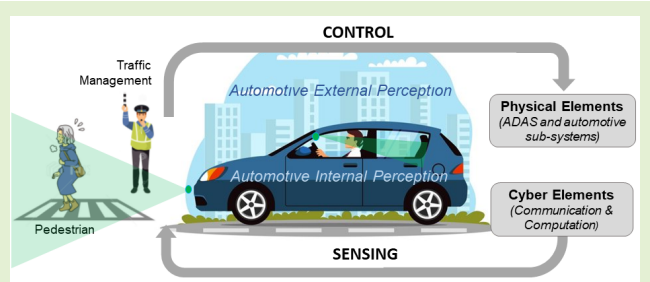 CONTROL
Traffic
Management
Automotive External Perception
Physical Elements
(ADAS and automotive
sub-systems)
Automotive Internal Perception
Cyber Elements
(Communication &
Computation)
Pedestrian
SENSING